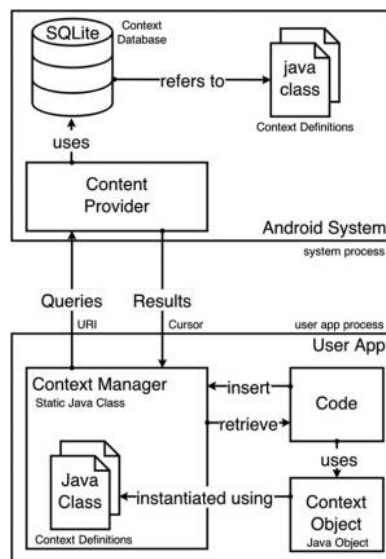 SQLite
Context
Database
refers to
java
class
Context Definitions
uses
Content
Provider
Android System
system process
Queries
URI
Results
Cursor
user app process
User App
Context Manager
Static Java Class
insert
retrieve
Code
uses
Java
Class
Context Definitions
instantiated using
Context
Object
Java Object